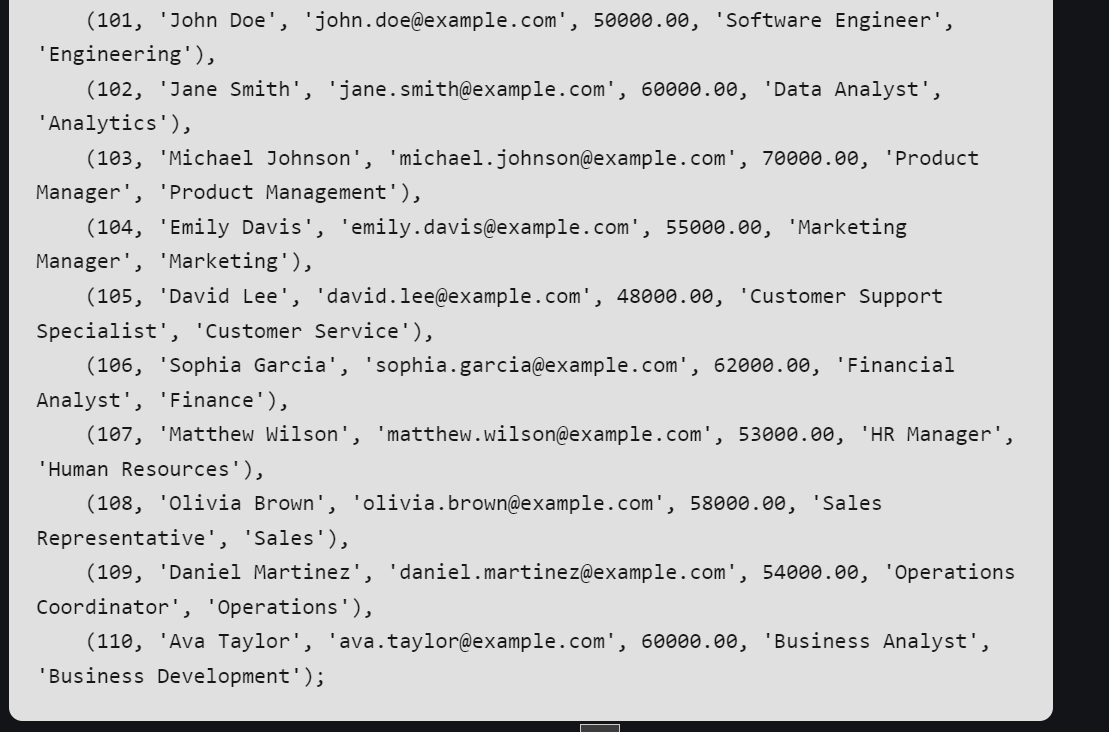 (101, 'John Doe', 'john.doe@example.com', 50000.00, 'Software Engineer',
'Engineering'),
(102, 'Jane Smith', 'jane.smith@example.com', 60000.00, 'Data Analyst',
'Analytics'),
(103, 'Michael Johnson', 'michael.johnson@example.com', 70000.00, 'Product
Manager', 'Product Management'),
(104, 'Emily Davis', 'emily.davis@example.com', 55000.00, 'Marketing
Manager', 'Marketing'),
(105, 'David Lee', 'david.lee@example.com', 48000.00, 'Customer Support
Specialist', 'Customer Service'),
(106, 'Sophia Garcia', 'sophia.garcia@example.com', 62000.00, 'Financial
Analyst', 'Finance'),
(107, 'Matthew Wilson', 'matthew.wilson@example.com', 53000.00, 'HR Manager',
'Human Resources'),
(108, 'Olivia Brown', 'olivia.brown@example.com', 58000.00, 'Sales
Representative', 'Sales'),
(109, 'Daniel Martinez', 'daniel.martinez@example.com', 54000.00, 'Operations
Coordinator', 'Operations'),
(110, 'Ava Taylor', 'ava.taylor@example.com', 60000.00, 'Business Analyst',
'Business Development');